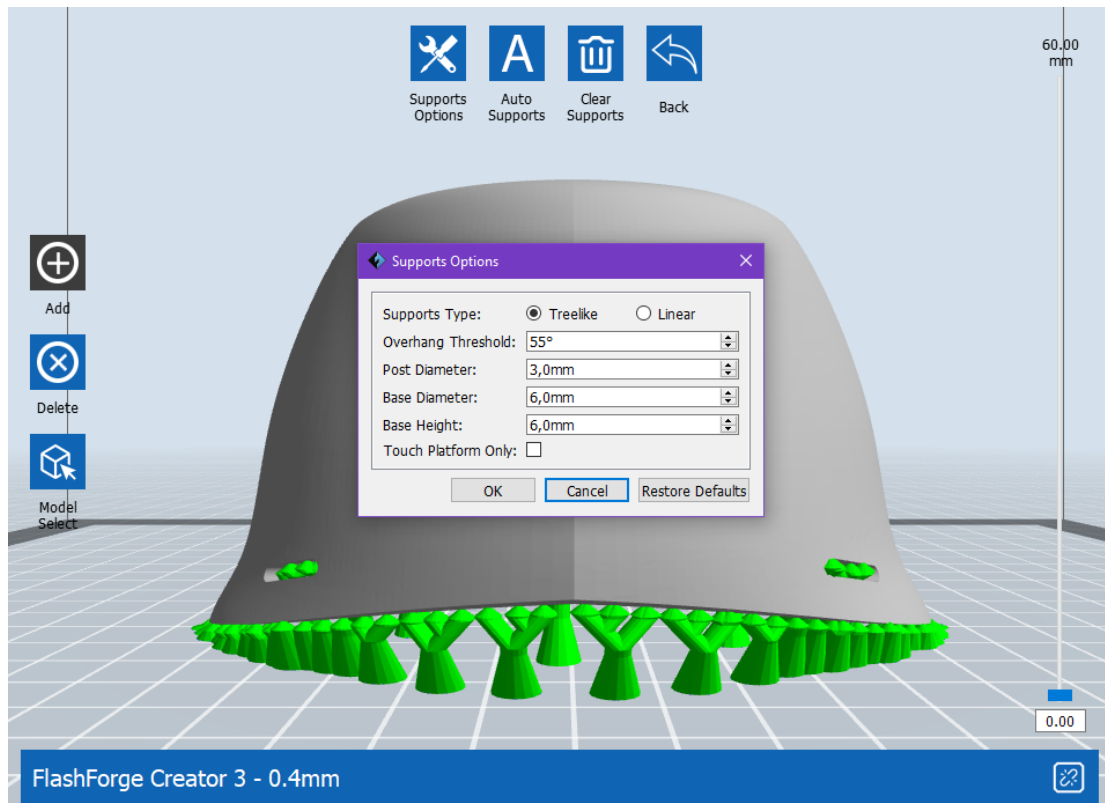 60.00
mm
Supports
Options
Auto
Supports
Clear
Supports
Back
Add
Delete
Model
Select
Supports Options
Supports Type: Treelike Linear
Overhang Threshold: 55°
Post Diameter: 3,0mm
Base Diameter: 6,0mm
Base Height: 6,0mm
Touch Platform Only:
OK Cancel Restore Defaults
0.00
FlashForge Creator 3 - 0.4mm